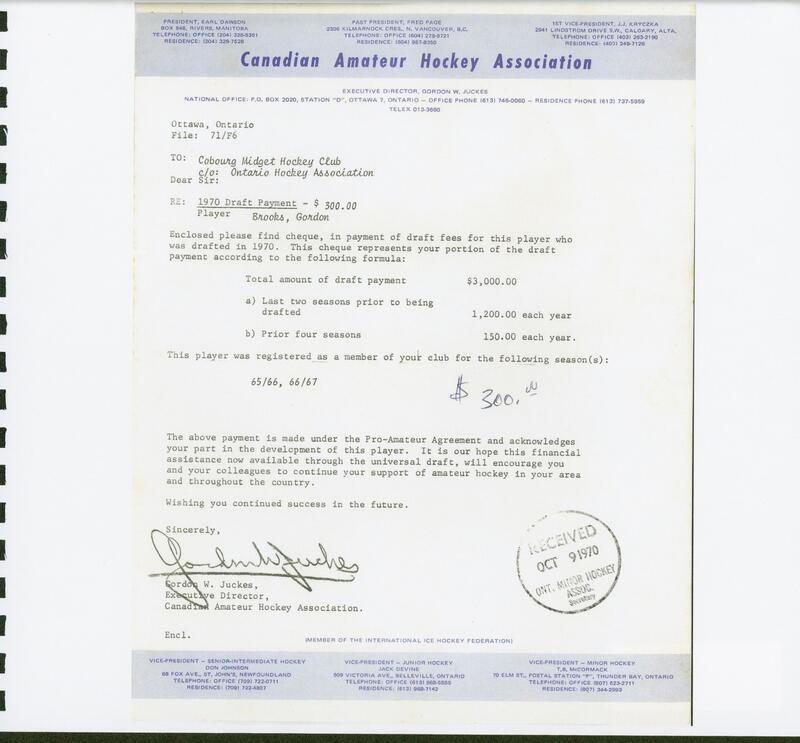 PRESIDENT, EARL DAWSON
BOX 848, RIVERS, MANITOBA
TELEPHONE: OFFICE (204) 328-5351
RESIDENCE: (204) 328-7528
PAST PRESIDENT, FRED PAGE
2306 KILMARNOCK CRES, N. VANCOUVER, B.C.
TELEPHONE: OFFICE (604)
RESIDENCE: (604)
1ST VICE-PRESIDENT, J.J. KRYCZKA
2941 LINDSTROM DRIVE S.W., CALGARY, ALTA,
TELEPHONE: OFFICE (403) 263-2190
RESIDENCE: (403) 249-7128
Canadian Amateur Hockey Association
EXECUTIVE DIRECTOR, GORDON W, JUCKES
NATIONAL OFFICE: P.O, BOX 2020, STATION "D", OTTAWA 7, ONTARIO – OFFICE PHONE (613) 746-0060 – RESIDENCE PHONE (613) 737-5959
TELEX 013-3660
Ottawa, Ontario
File: 71/F6
TO: Cobourg Midget Hockey Club
c/o: Ontario Hockey Association
Dear Sir:
RE: 1970 Draft Payment - $ 300.00
Player Brooks, Gordon
Enclosed please find cheque, in payment of draft fees for this player who
was drafted in 1970. This cheque represents your portion of the draft
payment according to the following formula:
Total amount of draft payment $3,000.00
a) Last two seasons prior to being
drafted 1,200.00 each year
b) Prior four seasons 150.00 each year.
This player was registered as a member of your club for the following season(s):
65/66, 66/67
$ 300.00
The above payment is made under the Pro-Amateur Agreement and acknowledges
your part in the development of this player. It is our hope this financial
assistance now available through the universal draft, will encourage you
and your colleagues to continue your support of amateur hockey in your area
and throughout the country.
Wishing you continued success in the future.
Sincerely,
Gordon W. Juckes
Gordon W. Juckes,
Executive Director,
Canadian Amateur Hockey Association.
RECEIVED
OCT 9 1970
ONT. MINOR HOCKEY
ASSOC.
Secretary
Encl.
(MEMBER OF THE INTERNATIONAL ICE HOCKEY FEDERATION)
VICE-PRESIDENT – SENIOR-INTERMEDIATE HOCKEY
DON JOHNSON
68 FOX AVE., ST, JOHN'S, NEWFOUNDLAND
TELEPHONE: OFFICE (709) 722-0711
RESIDENCE: (709) 722-4807
VICE-PRESIDENT – JUNIOR HOCKEY
JACK DEVINE
509 VICTORIA AVE., BELLEVILLE, ONTARIO
TELEPHONE: OFFICE (613) 968-5555
RESIDENCE: (613) 968-7142
VICE-PRESIDENT – MINOR HOCKEY
T,B, McCORMACK
70 ELM ST., POSTAL STATION "P", THUNDER BAY, ONTARIO
TELEPHONE: OFFICE (807) 623-2711
RESIDENCE: (807) 344-2993